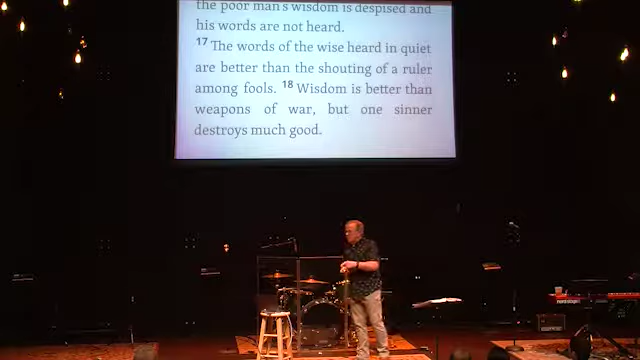 the poor man's wisdom is despised and
his words are not heard.
17 The words of the wise heard in quiet
are better than the shouting of a ruler
among fools. 18 Wisdom is better than
weapons of war, but one sinner
destroys much good.
nord stage